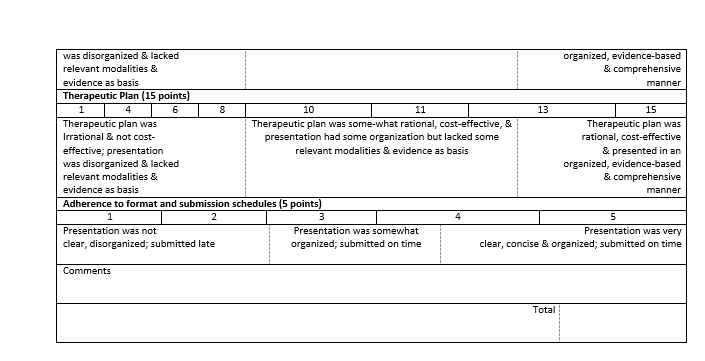 was disorganized & lacked
relevant modalities &
evidence as basis
organized, evidence-based
& comprehensive
manner
Therapeutic Plan (15 points)
1 4 6 8 10 11 13 15
Therapeutic plan was
Irrational & not cost-
effective; presentation
was disorganized & lacked
relevant modalities &
evidence as basis
Therapeutic plan was some-what rational, cost-effective, &
presentation had some organization but lacked some
relevant modalities & evidence as basis
Therapeutic plan was
rational, cost-effective
& presented in an
organized, evidence-based
& comprehensive
manner
Adherence to format and submission schedules (5 points)
1 2 3 4 5
Presentation was not
clear, disorganized; submitted late
Presentation was somewhat
organized; submitted on time
Presentation was very
clear, concise & organized; submitted on time
Comments
Total